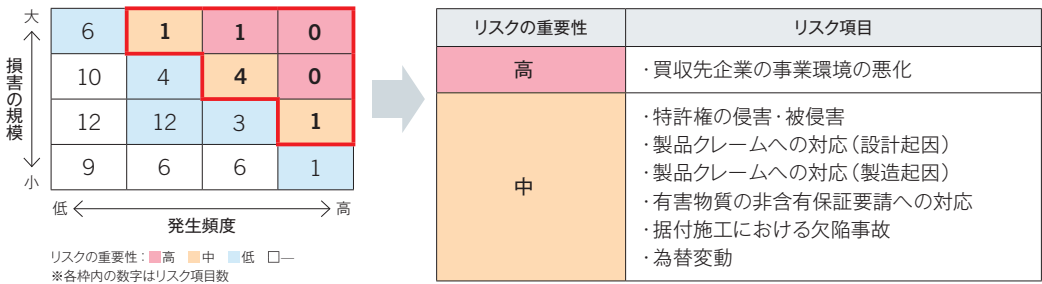 大
損害の規模
小
6 1 1 0
10 4 4 0
12 12 3 1
9 6 6 1
低 高
発生頻度
リスクの重要性：高 中 低 ―
※各枠内の数字はリスク項目数
リスクの重要性 リスク項目
高 ・買収先企業の事業環境の悪化
中
・特許権の侵害・被侵害
・製品クレームへの対応（設計起因）
・製品クレームへの対応（製造起因）
・有害物質の非含有保証要請への対応
・据付施工における欠陥事故
・為替変動